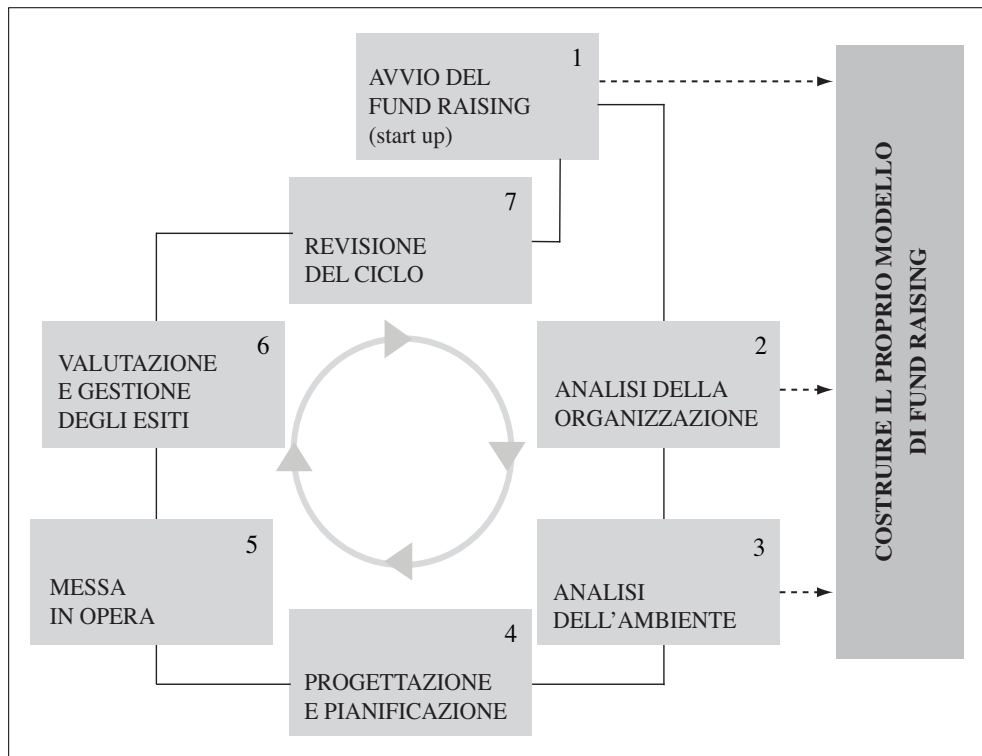 1
AVVIO DEL
FUND RAISING
(start up)
7
REVISIONE
DEL CICLO
6
VALUTAZIONE
E GESTIONE
DEGLI ESITI
2
ANALISI DELLA
ORGANIZZAZIONE
5
MESSA
IN OPERA
3
ANALISI
DELL'AMBIENTE
4
PROGETTAZIONE
E PIANIFICAZIONE
COSTRUIRE IL PROPRIO MODELLO
DI FUND RAISING